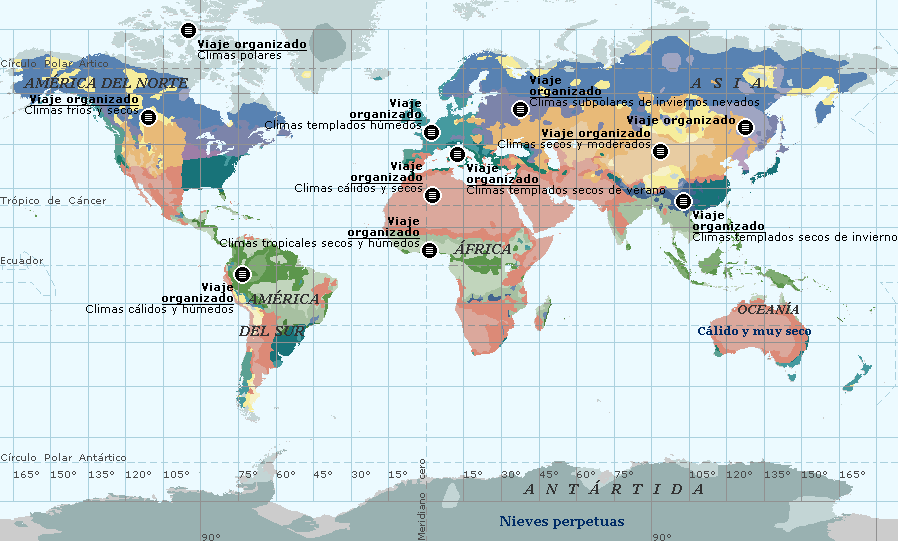 Viaje organizado
Climas polares
Círculo Polar Ártico
AMÉRICA DEL NORTE
Viaje organizado
Climas fríos y secos
Viaje
organizado
Climas templados húmedos
Viaje
organizado
Climas subpolares de inviernos nevados
A S I A
Viaje organizado
Viaje organizado
Climas secos y moderados
Viaje
organizado
Climas cálidos y secos
Viaje
organizado
Climas templados secos de verano
Trópico de Cáncer
Viaje
organizado
Climas tropicales secos y húmedos
ÁFRICA
Viaje
organizado
Climas templados secos de invierno
Ecuador
Viaje
organizado
Climas cálidos y húmedos
AMÉRICA
DEL SUR
OCEANÍA
Cálido y muy seco
Círculo Polar Antártico
165° 150° 135° 120° 105° 75° 60° 45° 30° 15° 30° 45° 60° 75° 105° 120° 135° 150° 165°
Meridiano cero
A N T Á R T I D A
Nieves perpetuas
90° 90°